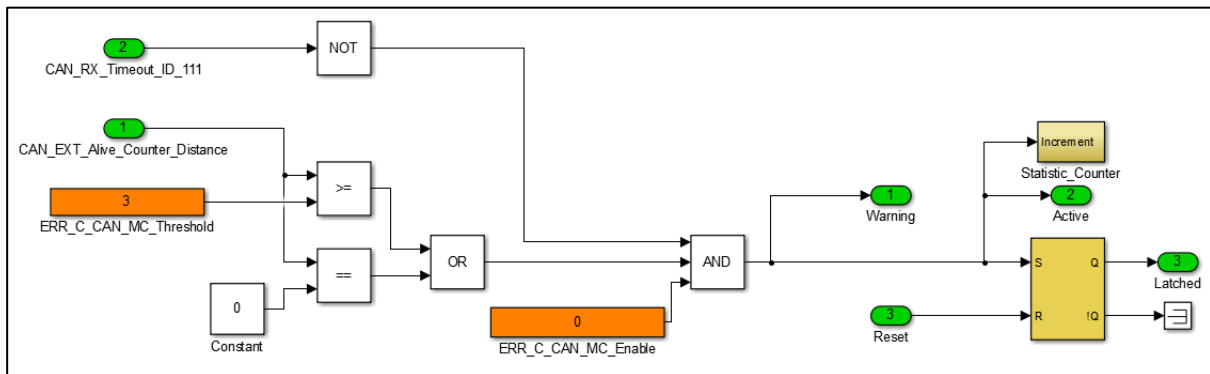 2
CAN_RX_Timeout_ID_111
NOT
1
CAN_EXT_Alive_Counter_Distance
3
ERR_C_CAN_MC_Threshold
>=
==
0
Constant
OR
0
ERR_C_CAN_MC_Enable
AND
1
Warning
Increment
Statistic_Counter
2
Active
S
Q
R
!Q
3
Latched
3
Reset